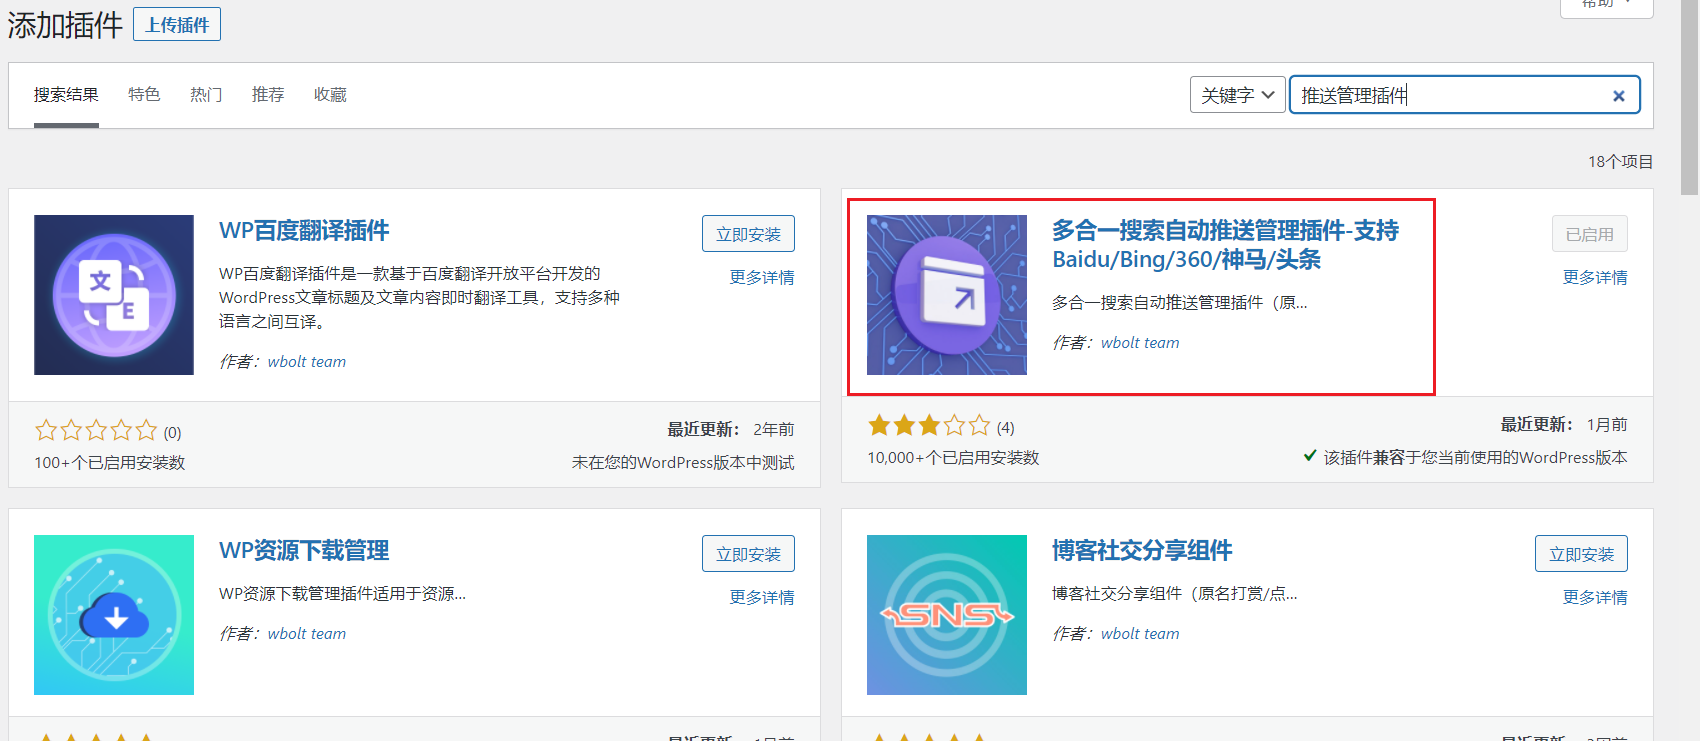 帮助
添加插件 上传插件
搜索结果 特色 热门 推荐 收藏 关键字 推送管理插件
18个项目
文
E
WP百度翻译插件
立即安装
更多详情
WP百度翻译插件是一款基于百度翻译开放平台开发的
WordPress文章标题及文章内容即时翻译工具，支持多种
语言之间互译。
作者：wbolt team
(0)
最近更新： 2年前
100+个已启用安装数
未在您的WordPress版本中测试
多合一搜索自动推送管理插件-支持
Baidu/Bing/360/神马/头条
已启用
更多详情
多合一搜索自动推送管理插件（原...
作者：wbolt team
(4)
最近更新： 1月前
10,000+个已启用安装数
该插件兼容于您当前使用的WordPress版本
WP资源下载管理
立即安装
更多详情
WP资源下载管理插件适用于资源...
作者：wbolt team
最近更新： 1月前
SNS
博客社交分享组件
立即安装
更多详情
博客社交分享组件（原名打赏/点...
作者：wbolt team
最近更新：